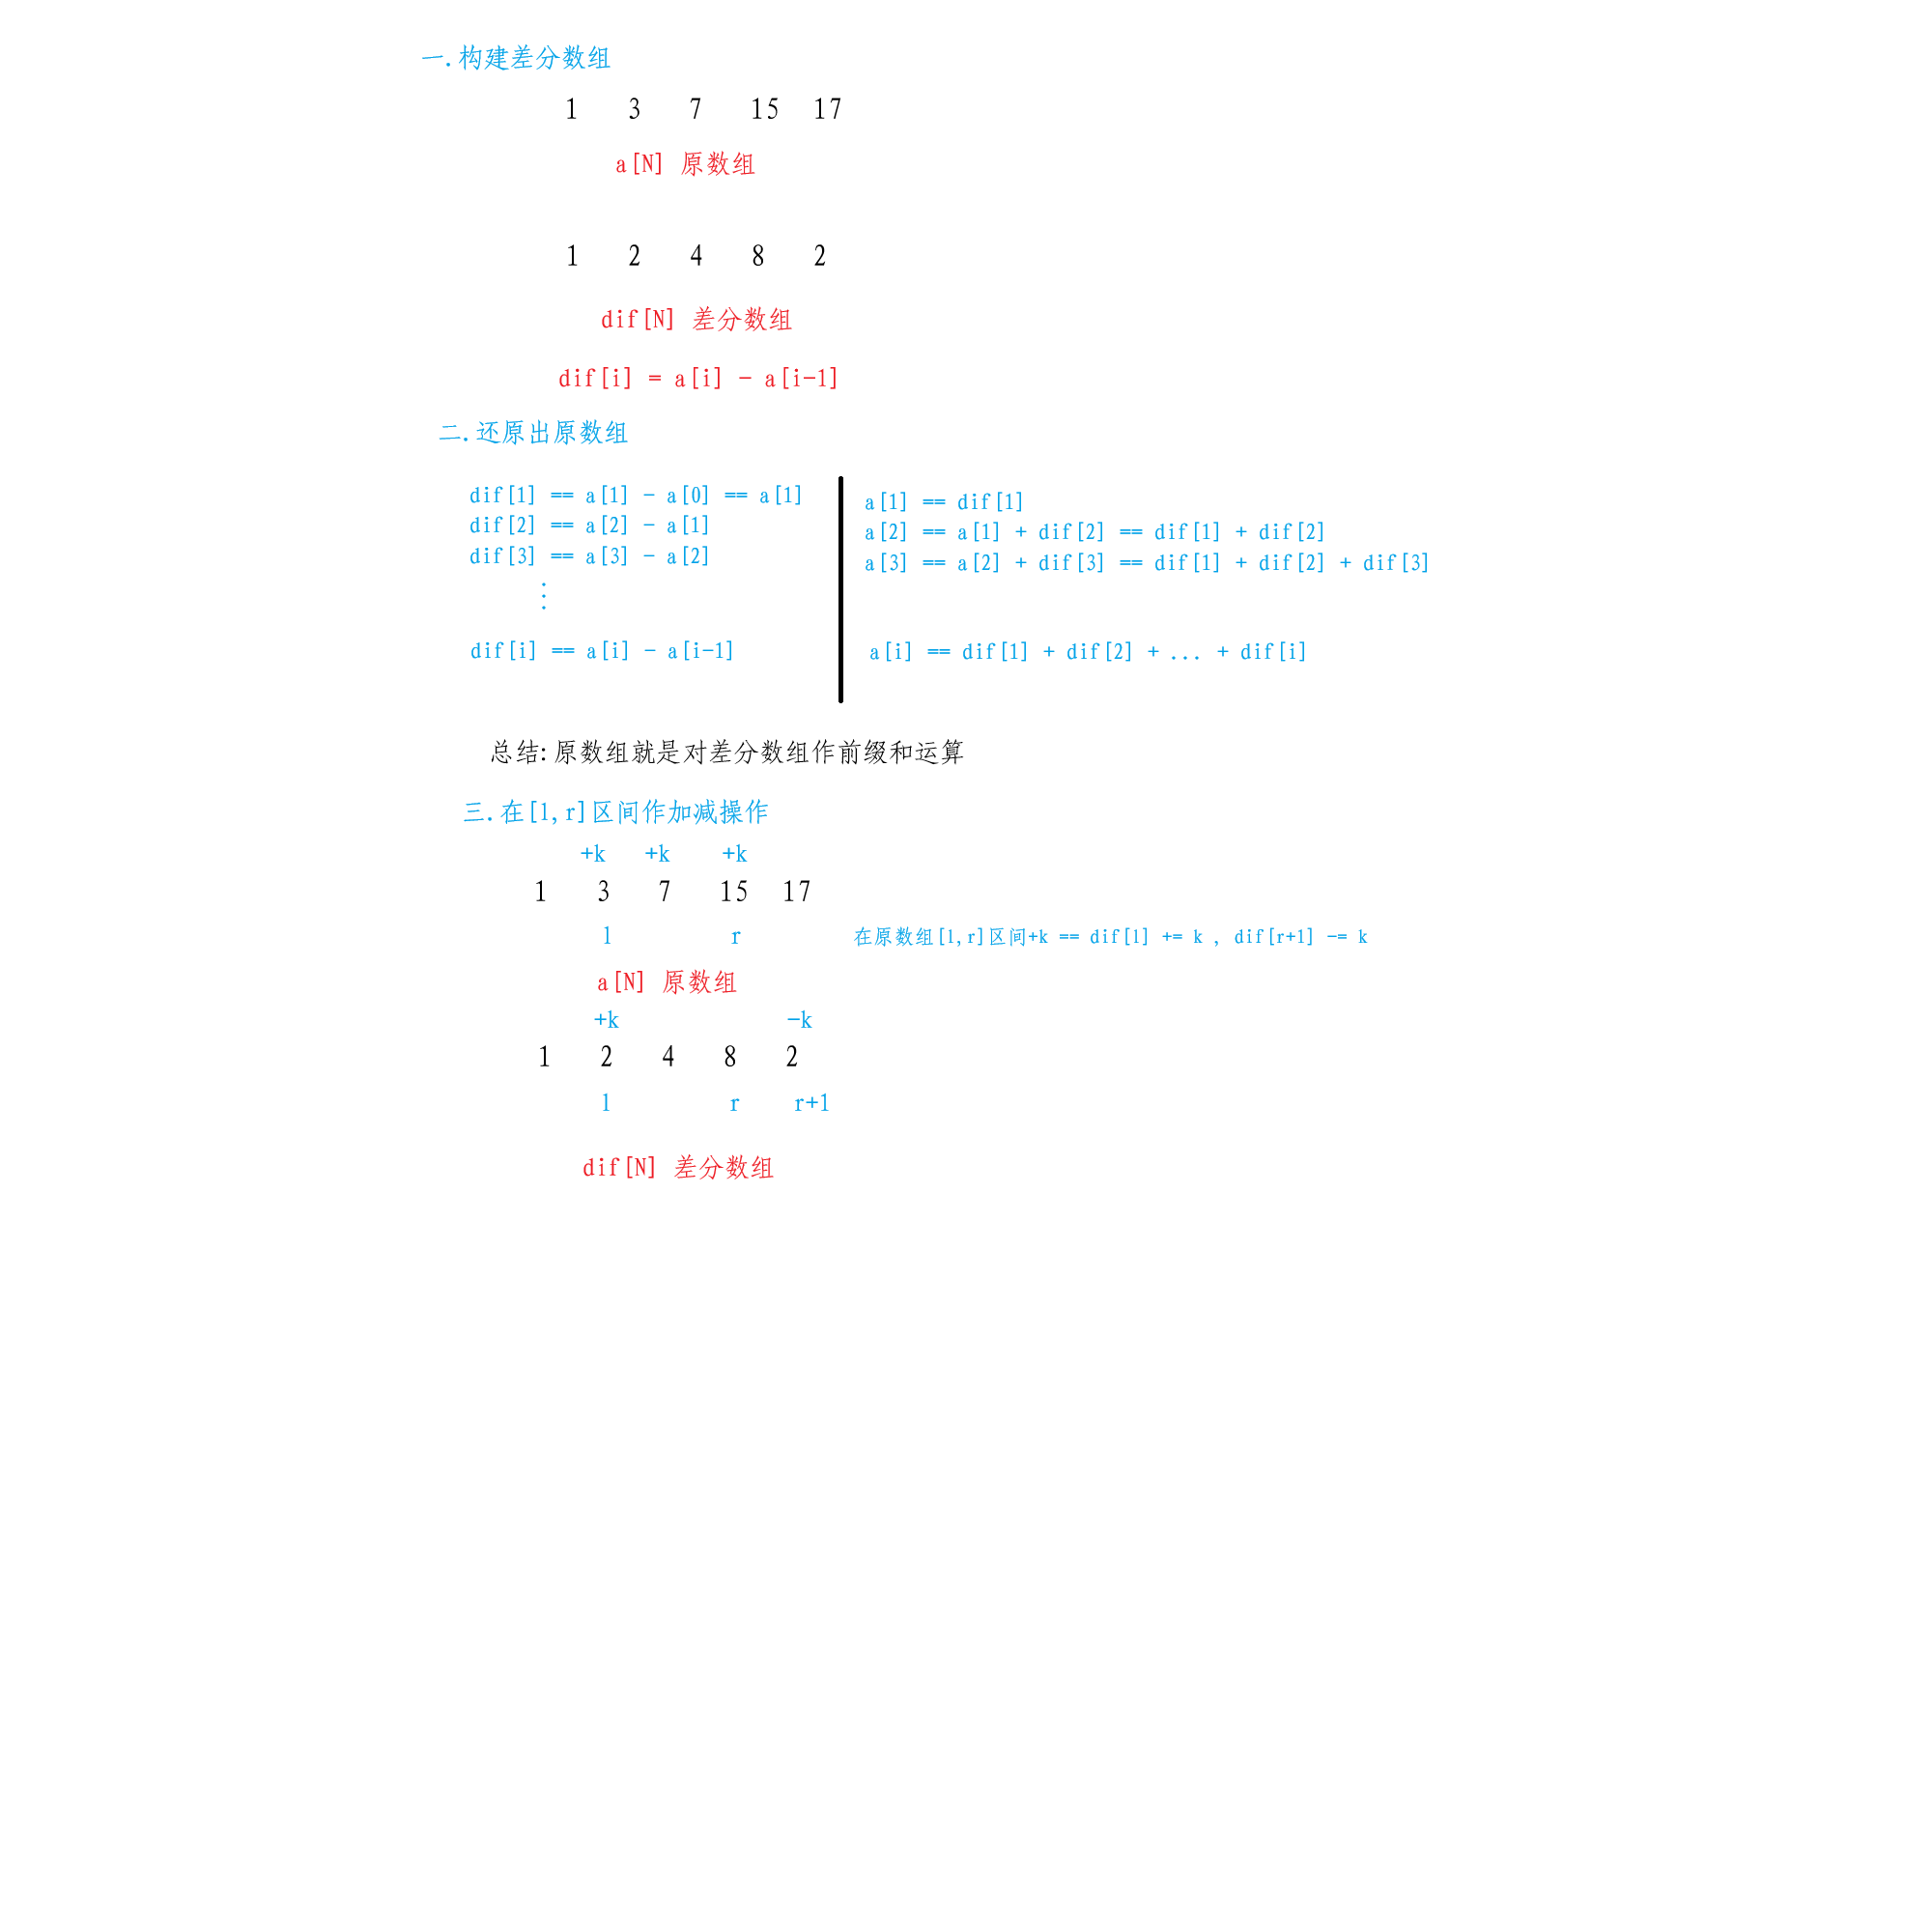 一.构建差分数组
1 3 7 15 17
a[N] 原数组
1 2 4 8 2
dif[N] 差分数组
dif[i] = a[i] - a[i-1]
二.还原出原数组
dif[1] == a[1] - a[0] == a[1]
dif[2] == a[2] - a[1]
dif[3] == a[3] - a[2]
⋮
dif[i] == a[i] - a[i-1]
a[1] == dif[1]
a[2] == a[1] + dif[2] == dif[1] + dif[2]
a[3] == a[2] + dif[3] == dif[1] + dif[2] + dif[3]
a[i] == dif[1] + dif[2] + ... + dif[i]
总结:原数组就是对差分数组作前缀和运算
三.在[l,r]区间作加减操作
+k +k +k
1 3 7 15 17
l r
在原数组[l,r]区间+k == dif[l] += k , dif[r+1] -= k
a[N] 原数组
+k -k
1 2 4 8 2
l r r+1
dif[N] 差分数组